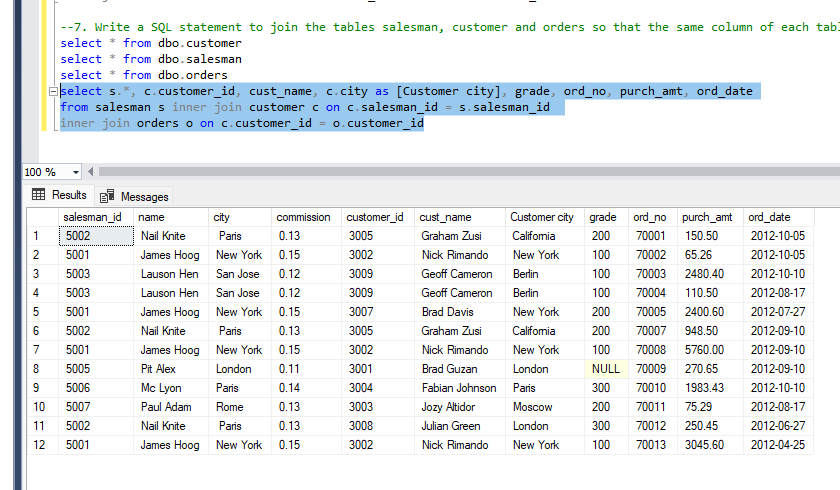 --7. Write a SQL statement to join the tables salesman, customer and orders so that the same column of each
select * from dbo.customer
select * from dbo.salesman
select * from dbo.orders
select s.*, c.customer_id, cust_name, c.city as [Customer city], grade, ord_no, purch_amt, ord_date
from salesman s inner join customer c on c.salesman_id = s.salesman_id
inner join orders o on c.customer_id = o.customer_id
100 %
Results Messages
salesman_id name city commission customer_id cust_name Customer city grade ord_no purch_amt ord_date
1 5002 Nail Knite Paris 0.13 3005 Graham Zusi California 200 70001 150.50 2012-10-05
2 5001 James Hoog New York 0.15 3002 Nick Rimando New York 100 70002 65.26 2012-10-05
3 5003 Lauson Hen San Jose 0.12 3009 Geoff Cameron Berlin 100 70003 2480.40 2012-10-10
4 5003 Lauson Hen San Jose 0.12 3009 Geoff Cameron Berlin 100 70004 110.50 2012-08-17
5 5001 James Hoog New York 0.15 3007 Brad Davis New York 200 70005 2400.60 2012-07-27
6 5002 Nail Knite Paris 0.13 3005 Graham Zusi California 200 70007 948.50 2012-09-10
7 5001 James Hoog New York 0.15 3002 Nick Rimando New York 100 70008 5760.00 2012-09-10
8 5005 Pit Alex London 0.11 3001 Brad Guzan London NULL 70009 270.65 2012-09-10
9 5006 Mc Lyon Paris 0.14 3004 Fabian Johnson Paris 300 70010 1983.43 2012-10-10
10 5007 Paul Adam Rome 0.13 3003 Jozy Altidor Moscow 200 70011 75.29 2012-08-17
11 5002 Nail Knite Paris 0.13 3008 Julian Green London 300 70012 250.45 2012-06-27
12 5001 James Hoog New York 0.15 3002 Nick Rimando New York 100 70013 3045.60 2012-04-25